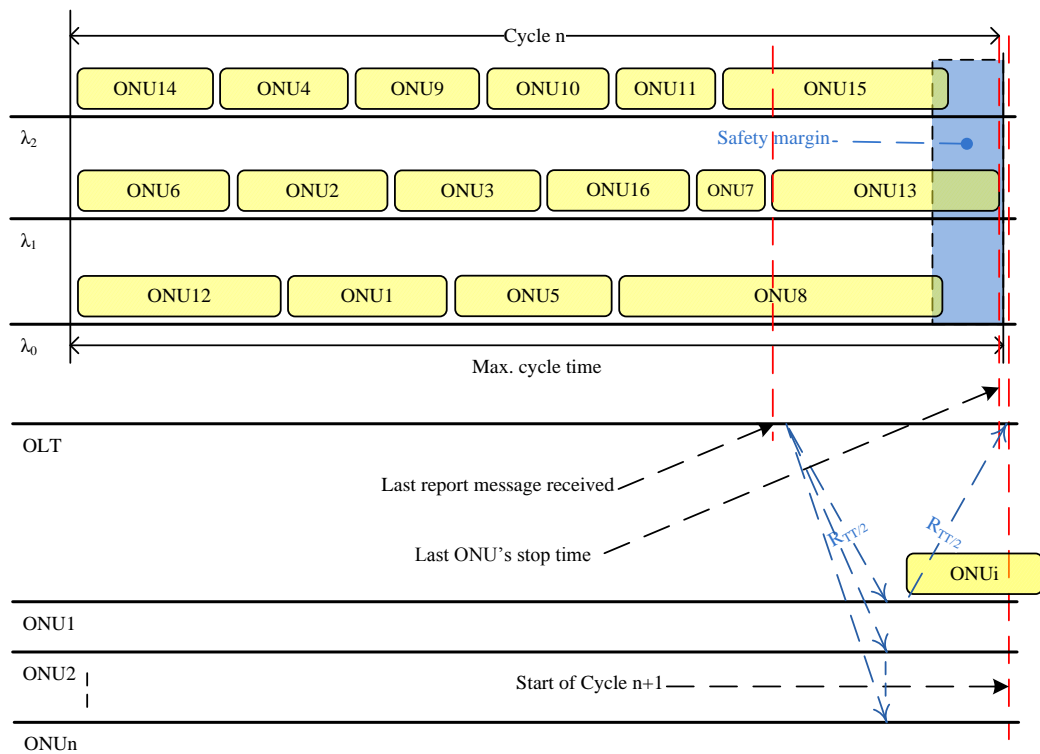 Cycle n
ONU14
ONU4
ONU9
ONU10
ONU11
ONU15
λ2
Safety margin
ONU6
ONU2
ONU3
ONU16
ONU7
ONU13
λ1
ONU12
ONU1
ONU5
ONU8
λ0
Max. cycle time
OLT
Last report message received
RTT/2
RTT/2
Last ONU’s stop time
ONUi
ONU1
ONU2
Start of Cycle n+1
ONUn